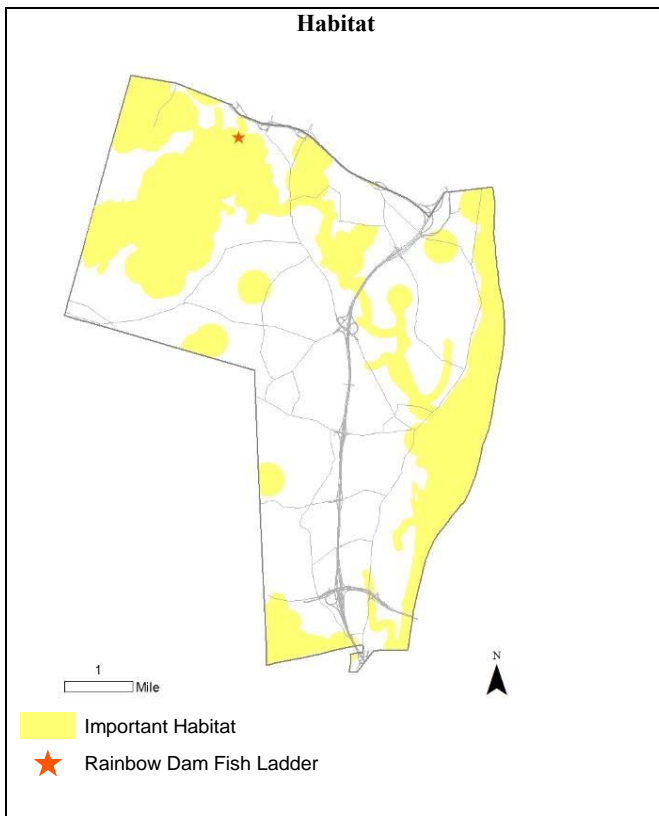 Habitat
N
1
Mile
Important Habitat
Rainbow Dam Fish Ladder